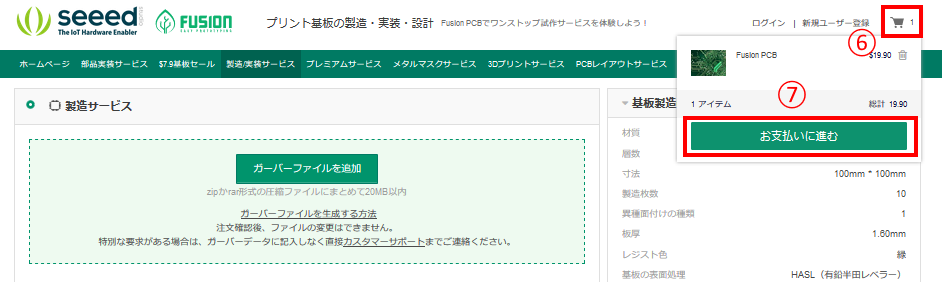 seeed
The IoT Hardware Enabler
FUSION
EASY PROTOTYPING
プリント基板の製造・実装・設計 Fusion PCBでワンストップ試作サービスを体験しよう！
ログイン | 新規ユーザー登録 1
⑥
Fusion PCB $19.90
⑦
1 アイテム 総計 19.90
お支払いに進む
ホームページ 部品実装サービス $7.9基板セール 製造/実装サービス プレミアムサービス メタルマスクサービス 3Dプリントサービス PCBレイアウトサービス
製造サービス
ガーバーファイルを追加
zipかrar形式の圧縮ファイルにまとめて20MB以内
ガーバーファイルを生成する方法
注文確認後、ファイルの変更はできません。
特別な要求がある場合は、ガーバーデータに記入しなく直接カスタマーサポートまでご連絡ください。
基板製造
材質
層数
寸法 100mm * 100mm
製造枚数 10
異種面付けの種類 1
板厚 1.60mm
レジスト色 緑
基板の表面処理 HASL（有鉛半田レベラー）